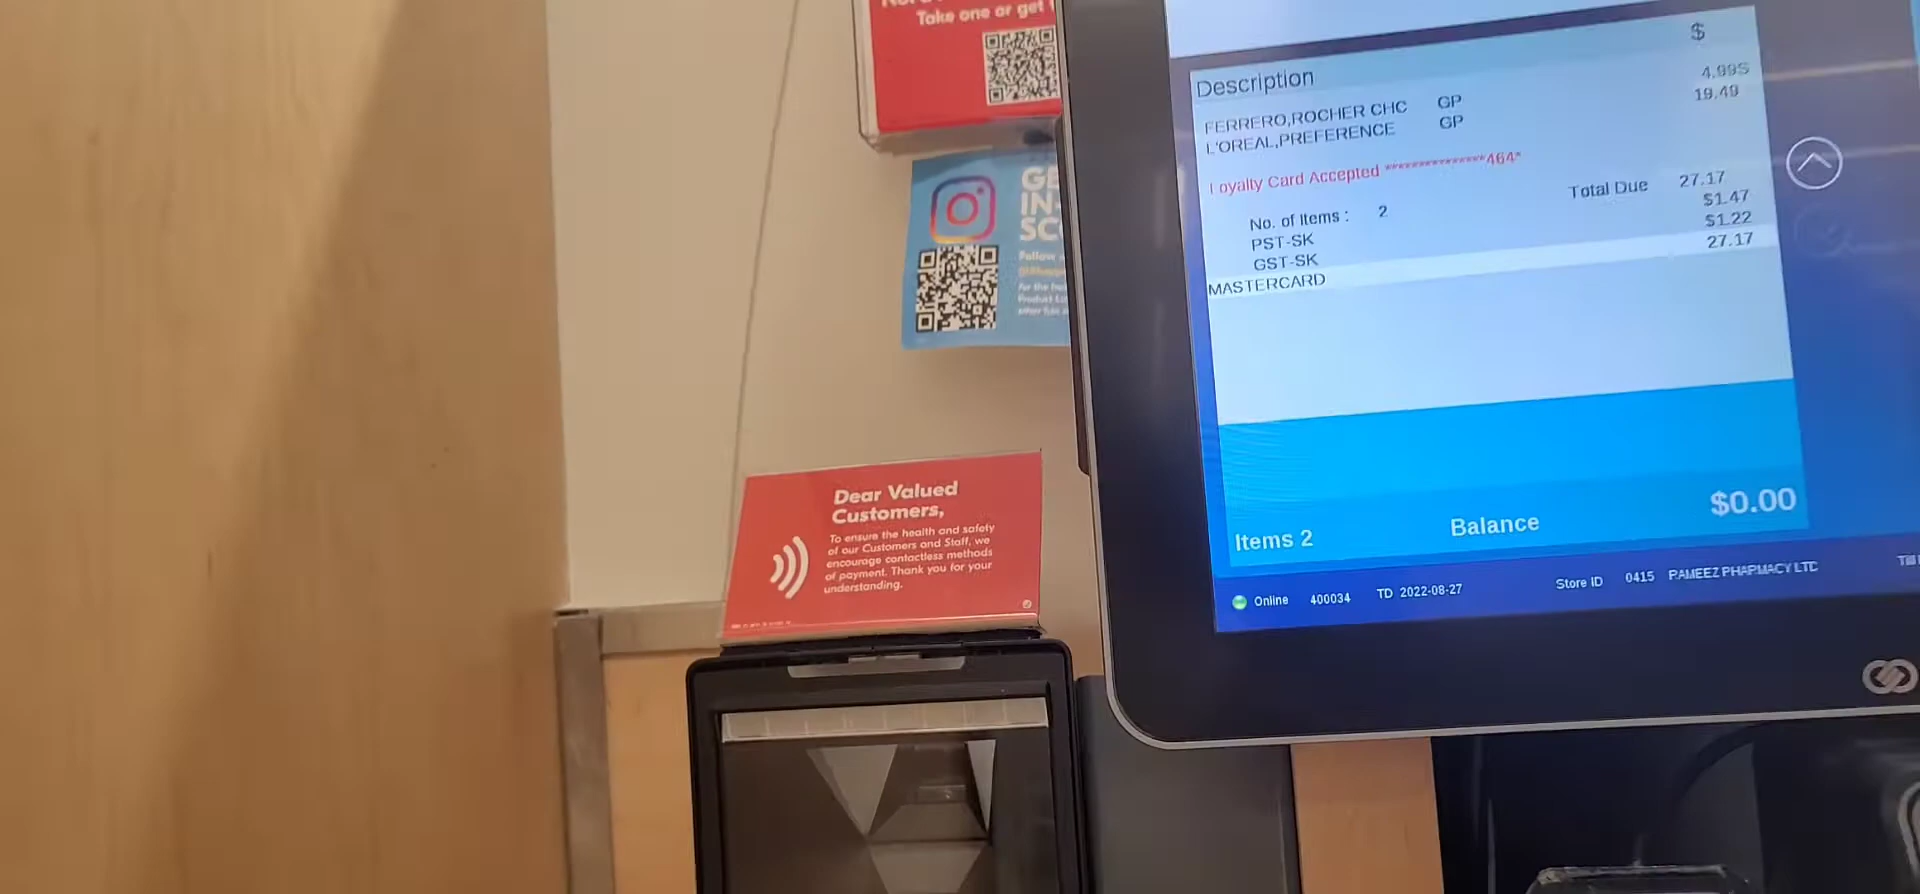 Take one or get
GE
IN-
SC
Follow
Dear Valued
Customers,
To ensure the health and safety
of our Customers and Staff, we
encourage contactless methods
of payment. Thank you for your
understanding.
Description $
FERRERO,ROCHER CHC GP 4.99S
L'OREAL,PREFERENCE GP 19.49
Loyalty Card Accepted ***************464*
Total Due 27.17
No. of Items : 2
PST-SK $1.47
GST-SK $1.22
MASTERCARD 27.17
Items 2 Balance $0.00
Online 400034 TD 2022-08-27 Store ID 0415 PAMEEZ PHARMACY LTD